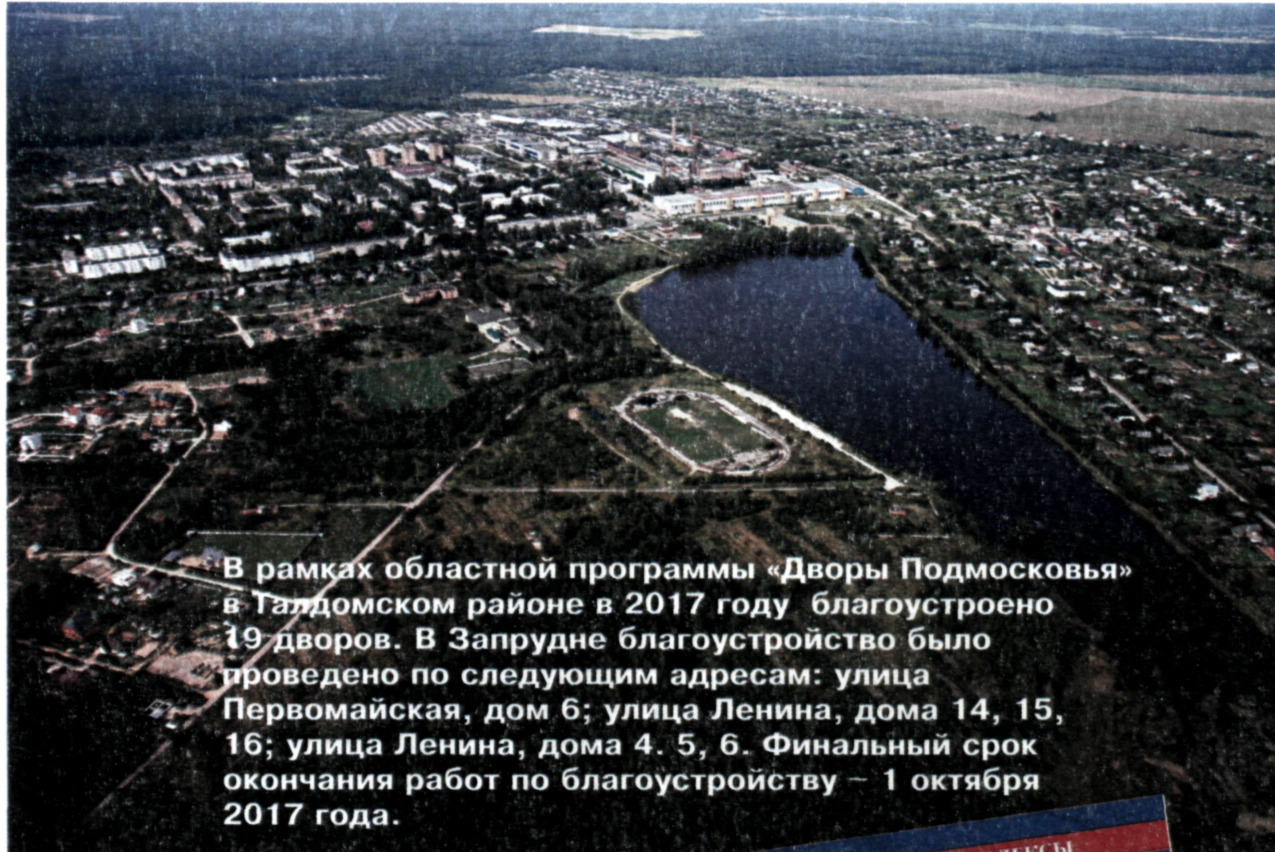 В рамках областной программы «Дворы Подмосковья»
в Талдомском районе в 2017 году благоустроено
19 дворов. В Запрудне благоустройство было
проведено по следующим адресам: улица
Первомайская, дом 6; улица Ленина, дома 14, 15,
16; улица Ленина, дома 4. 5, 6. Финальный срок
окончания работ по благоустройству – 1 октября
2017 года.